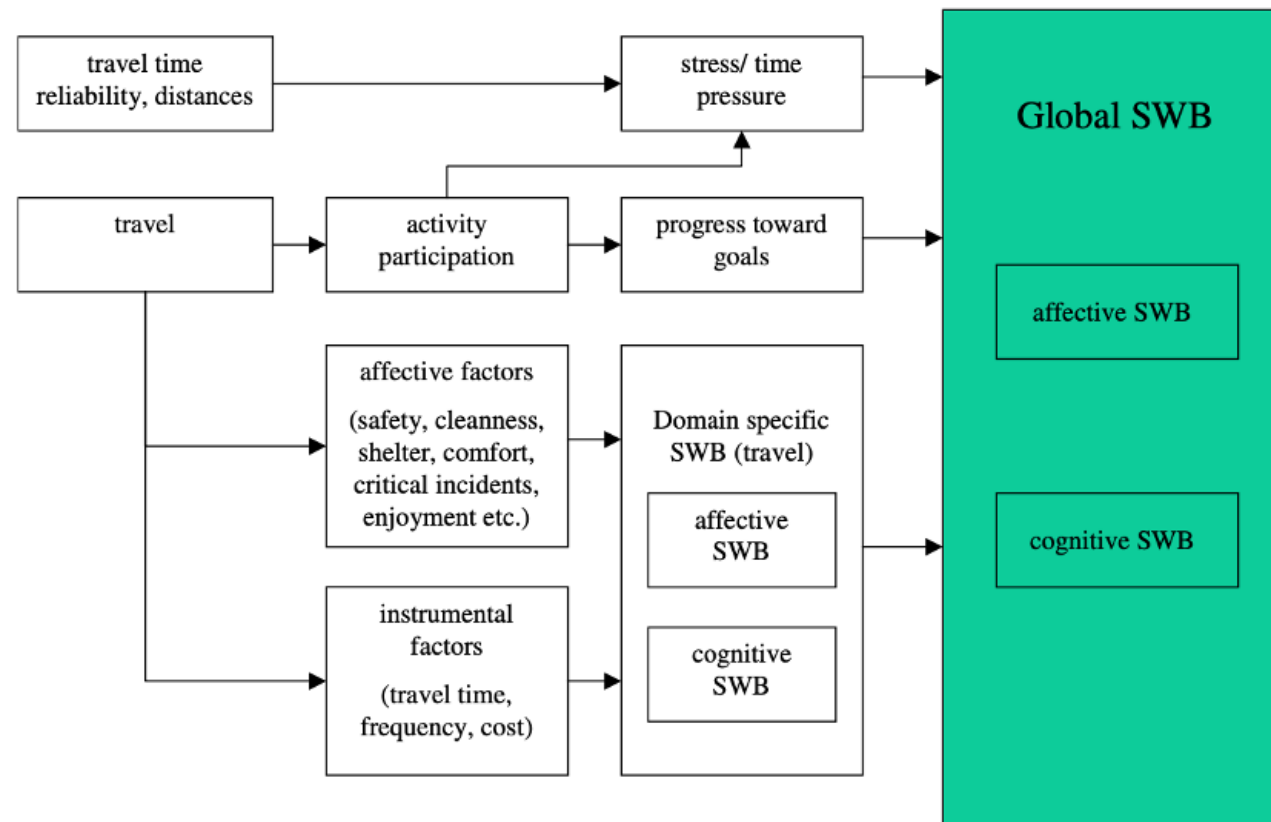 travel time
reliability, distances
stress/ time
pressure
Global SWB
travel
activity
participation
progress toward
goals
affective SWB
affective factors
(safety, cleanness,
shelter, comfort,
critical incidents,
enjoyment etc.)
Domain specific
SWB (travel)
affective
SWB
cognitive SWB
instrumental
factors
(travel time,
frequency, cost)
cognitive
SWB